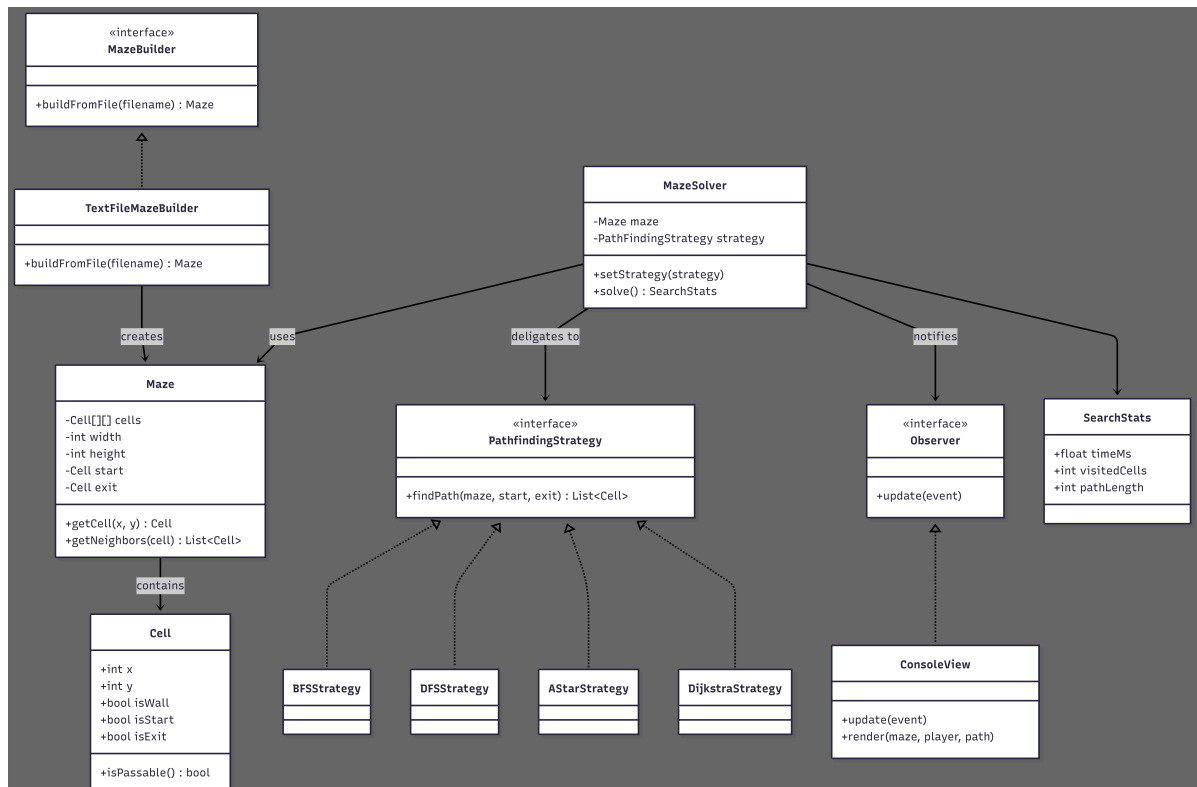 «interface»
MazeBuilder
+buildFromFile(filename) : Maze
TextFileMazeBuilder
+buildFromFile(filename) : Maze
MazeSolver
-Maze maze
-PathFindingStrategy strategy
+setStrategy(strategy)
+solve() : SearchStats
creates
uses
deligates to
notifies
Maze
-Cell[][] cells
-int width
-int height
-Cell start
-Cell exit
+getCell(x, y) : Cell
+getNeighbors(cell) : List<Cell>
«interface»
PathfindingStrategy
+findPath(maze, start, exit) : List<Cell>
«interface»
Observer
+update(event)
SearchStats
+float timeMs
+int visitedCells
+int pathLength
contains
Cell
+int x
+int y
+bool isWall
+bool isStart
+bool isExit
+isPassable() : bool
BFSStrategy
DFSStrategy
AStarStrategy
DijkstraStrategy
ConsoleView
+update(event)
+render(maze, player, path)